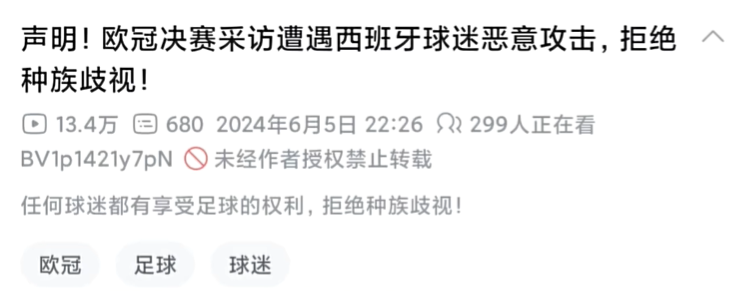 声明！欧冠决赛采访遭遇西班牙球迷恶意攻击，拒绝
种族歧视！
13.4万 680 2024年6月5日 22:26 299人正在看
BV1p1421y7pN 未经作者授权禁止转载
任何球迷都有享受足球的权利，拒绝种族歧视！
欧冠 足球 球迷